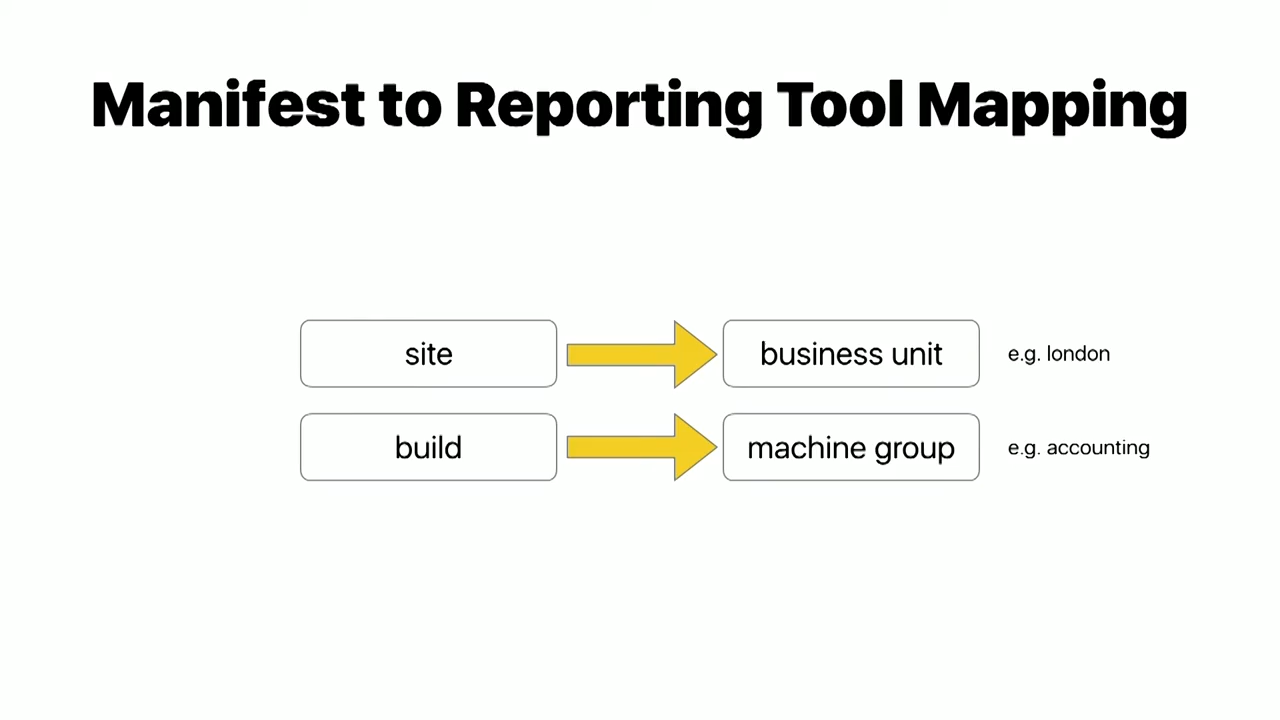 Manifest to Reporting Tool Mapping
site
business unit
e.g. london
build
machine group
e.g. accounting